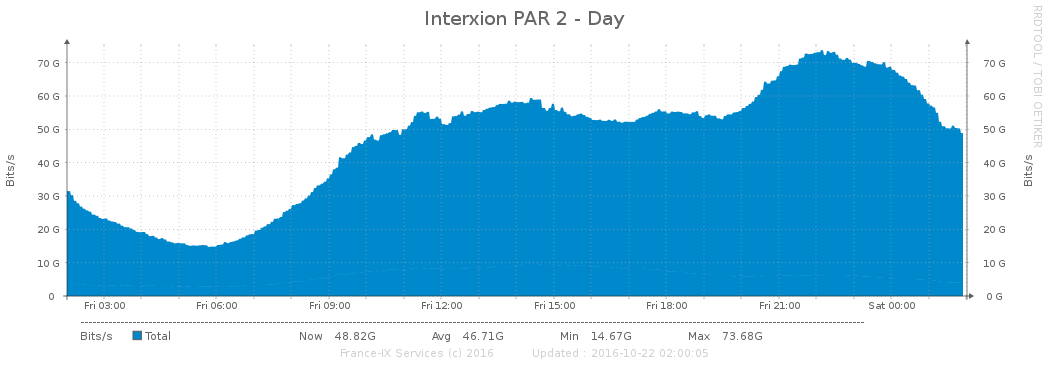 Interxion PAR 2 - Day
RRDTOOL / TOBI OETIKER
Bits/s
70 G 70 G
60 G 60 G
50 G 50 G
40 G 40 G
30 G 30 G
20 G 20 G
10 G 10 G
0 0 G
Bits/s
Fri 03:00 Fri 06:00 Fri 09:00 Fri 12:00 Fri 15:00 Fri 18:00 Fri 21:00 Sat 00:00
Bits/s Total Now 48.82G Avg 46.71G Min 14.67G Max 73.68G
France-IX Services (c) 2016 Updated : 2016-10-22 02:00:05